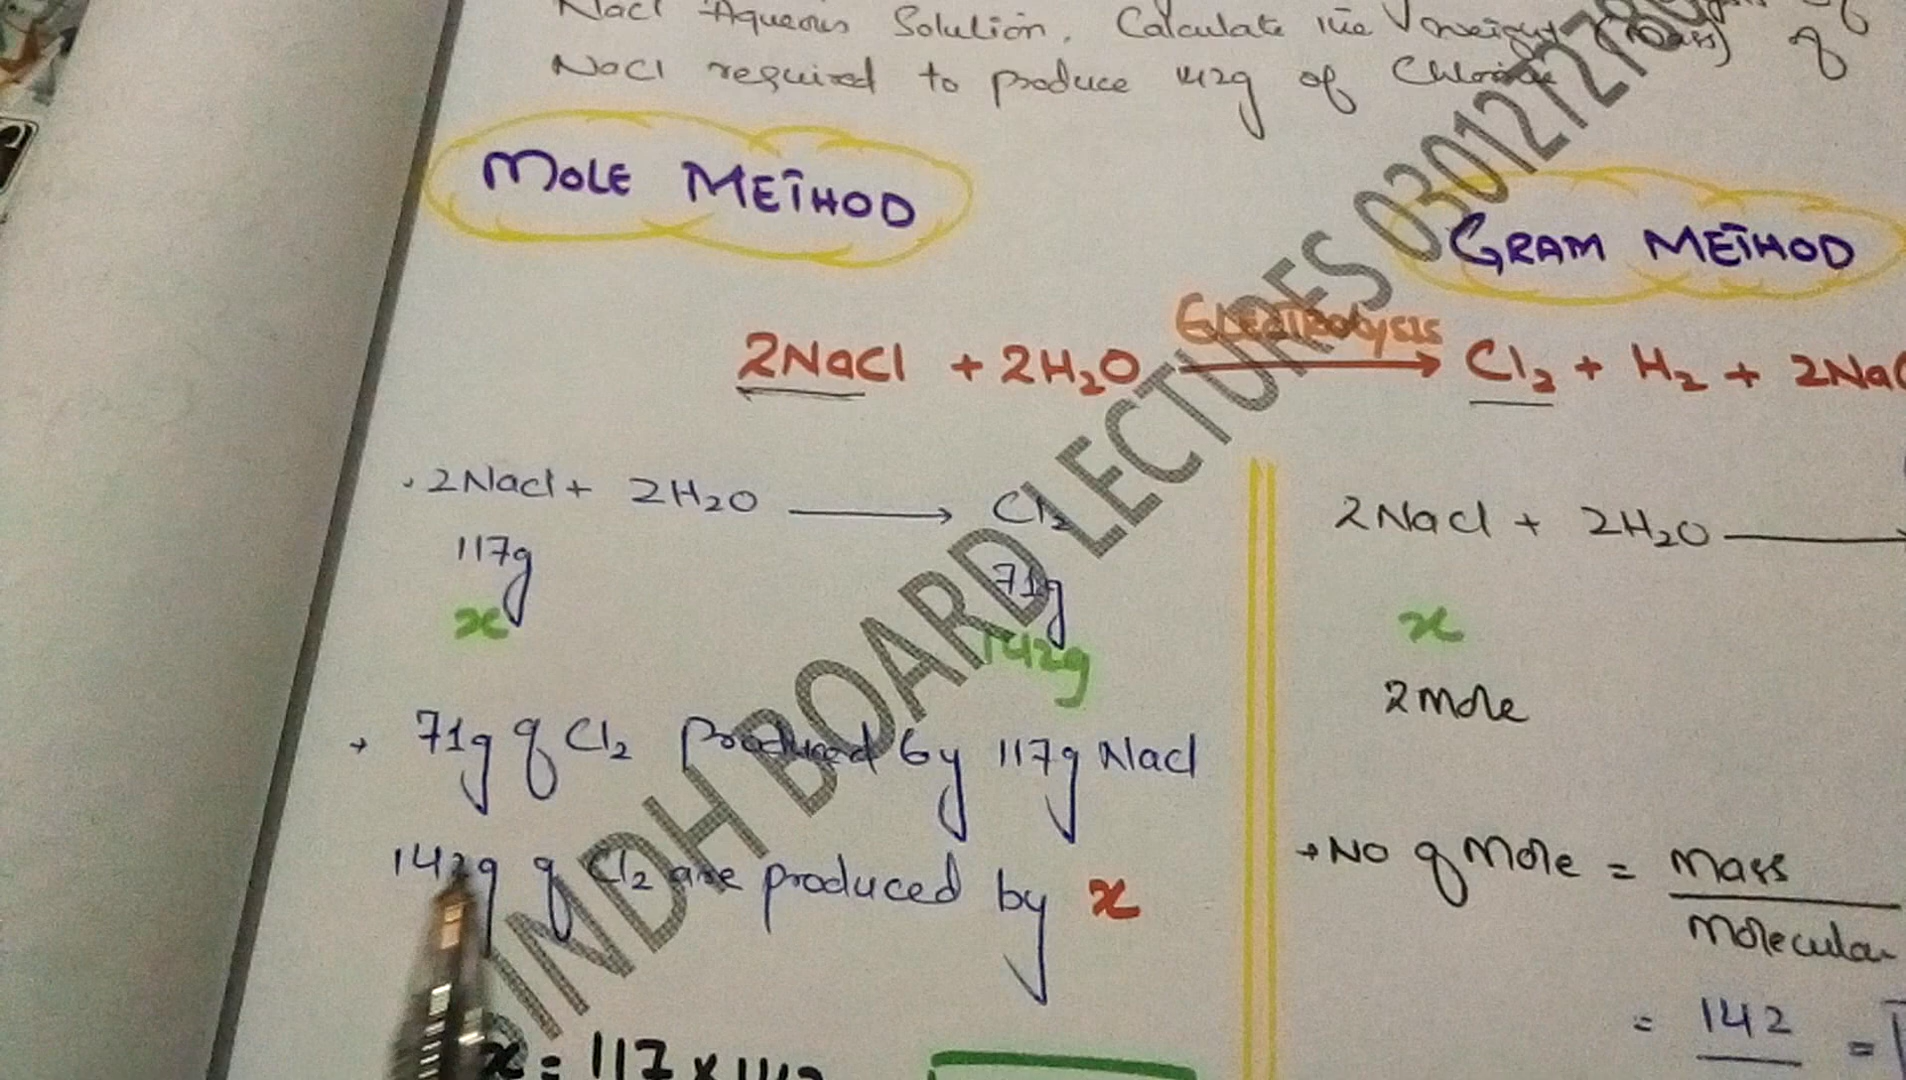 Nacl Aqueous Solution. Calculate the weight (Mass) of
NaCl required to produce 142g of Chlorine
MOLE METHOD
GRAM METHOD
Electrolysis
2NaCl + 2H₂O → Cl₂ + H₂ + 2Na
2Nacl + 2H₂O → Cl₂
117g 71g
x 142g
71g of Cl₂ produced by 117g Nacl
142g of Cl₂ are produced by x
x = 117 x 142
2Nacl + 2H₂O
x
2 mole
No of Mole = Mass
Molecular
= 142 =
SINDH BOARD LECTURES 0301272780